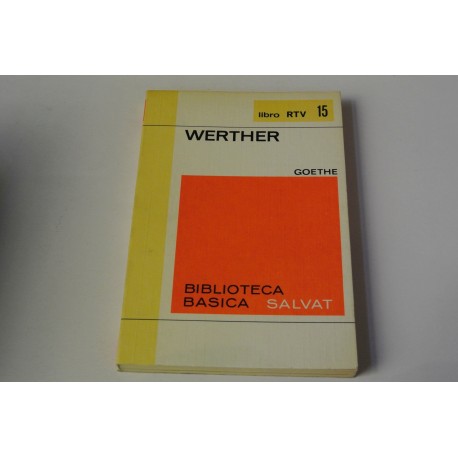 libro RTV 15
WERTHER
GOETHE
BIBLIOTECA
BASICA SALVAT